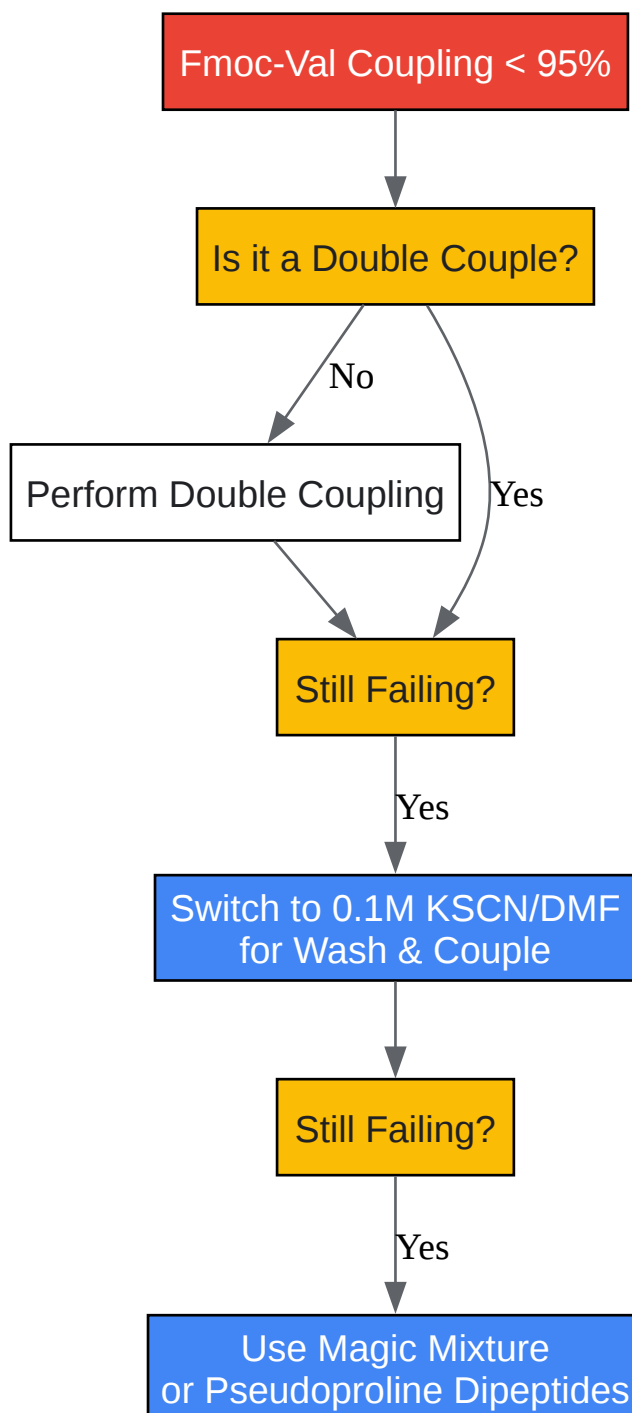 Fmoc-Val Coupling < 95%
Is it a Double Couple?
No
Perform Double Coupling
Yes
Still Failing?
Yes
Switch to 0.1M KSCN/DMF
for Wash & Couple
Still Failing?
Yes
Use Magic Mixture
or Pseudoproline Dipeptides